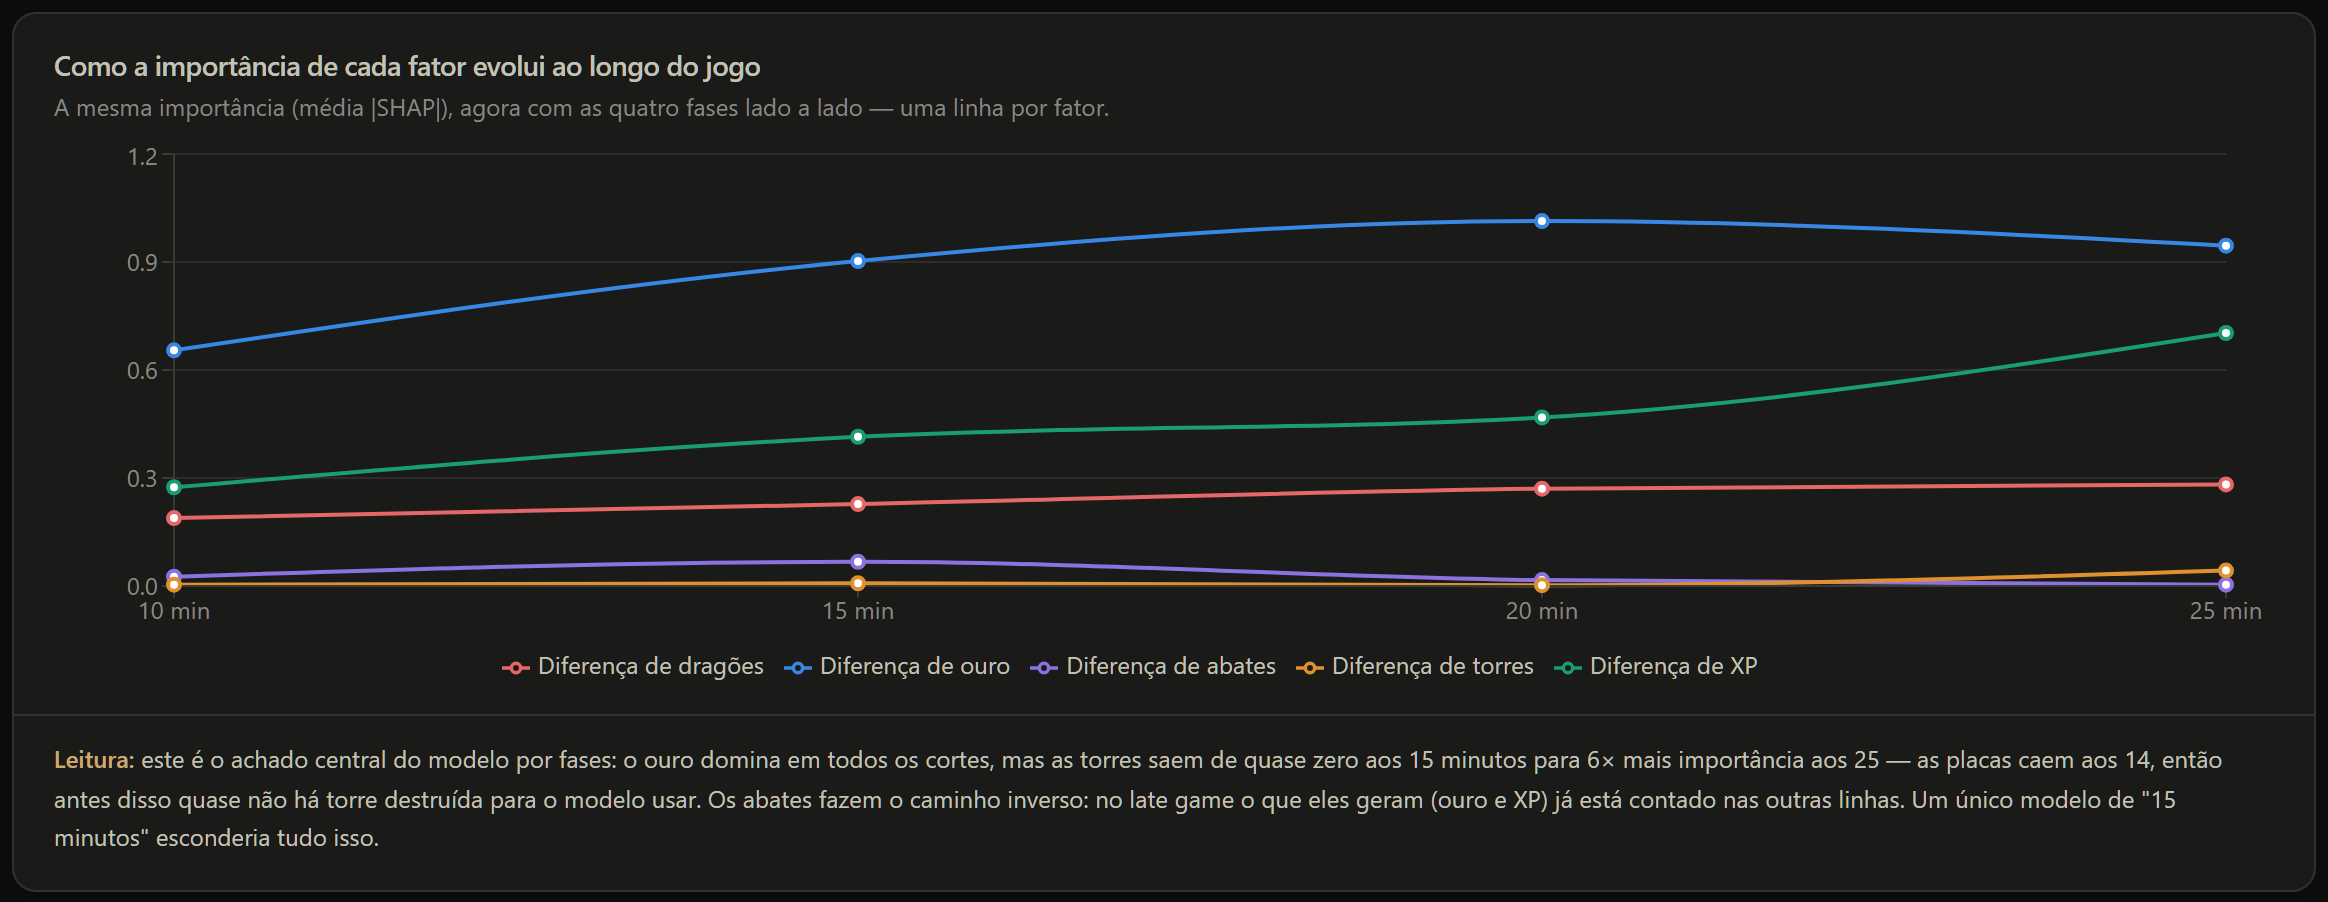 Como a importância de cada fator evolui ao longo do jogo
A mesma importância (média |SHAP|), agora com as quatro fases lado a lado — uma linha por fator.
1.2
0.9
0.6
0.3
0.0
10 min
15 min
20 min
25 min
Diferença de dragões
Diferença de ouro
Diferença de abates
Diferença de torres
Diferença de XP
Leitura: este é o achado central do modelo por fases: o ouro domina em todos os cortes, mas as torres saem de quase zero aos 15 minutos para 6× mais importância aos 25 — as placas caem aos 14, então
antes disso quase não há torre destruída para o modelo usar. Os abates fazem o caminho inverso: no late game o que eles geram (ouro e XP) já está contado nas outras linhas. Um único modelo de "15
minutos" esconderia tudo isso.